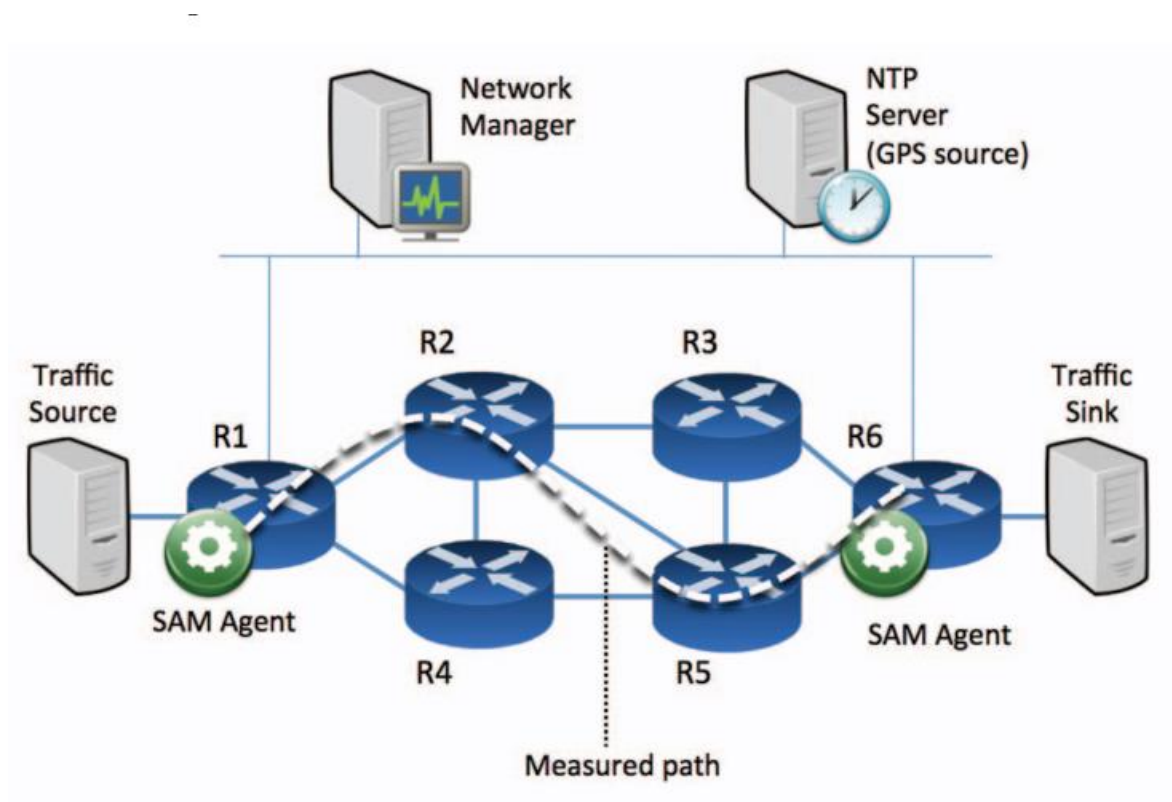 Network
Manager
NTP
Server
(GPS source)
R2
R3
Traffic
Source
R1
R6
Traffic
Sink
SAM Agent
SAM Agent
R4
R5
Measured path